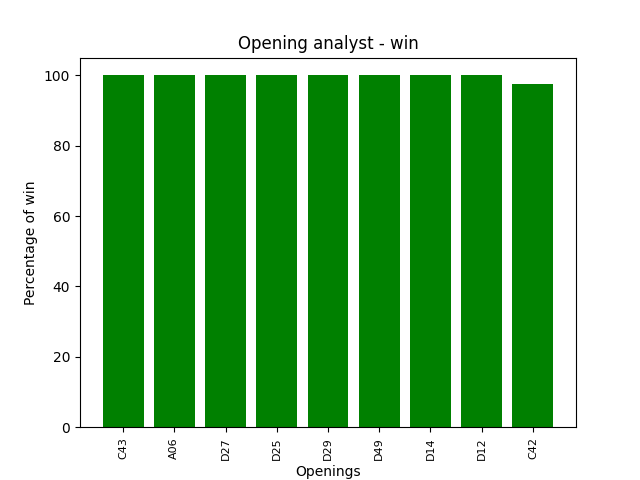 Opening analyst - win
Percentage of win
100
80
60
40
20
0
C43 A06 D27 D25 D29 D49 D14 D12 C42
Openings